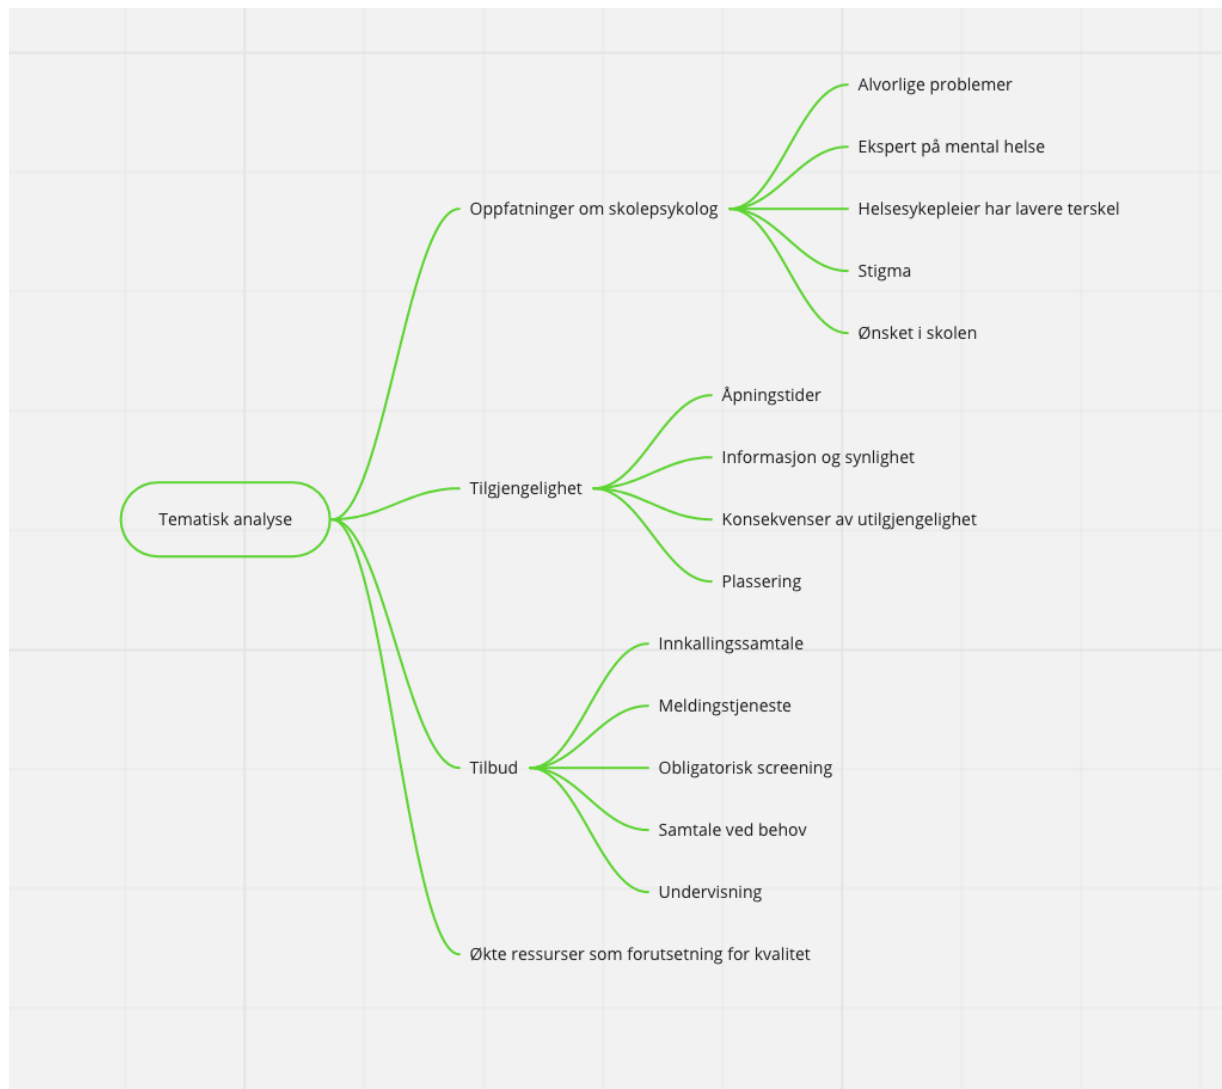 Tematisk analyse
Oppfatninger om skolepsykolog
Alvorlige problemer
Ekspert på mental helse
Helsesykepleier har lavere terskel
Stigma
Ønsket i skolen
Tilgjengelighet
Åpningstider
Informasjon og synlighet
Konsekvenser av utilgjengelighet
Plassering
Tilbud
Innkallingssamtale
Meldingstjeneste
Obligatorisk screening
Samtale ved behov
Undervisning
Økte ressurser som forutsetning for kvalitet